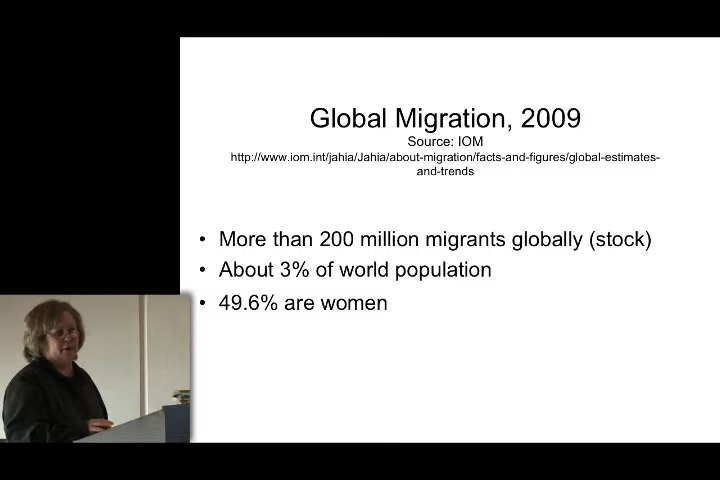 Global Migration, 2009
Source: IOM
http://www.iom.int/jahia/Jahia/about-migration/facts-and-figures/global-estimates-
and-trends
• More than 200 million migrants globally (stock)
• About 3% of world population
• 49.6% are women